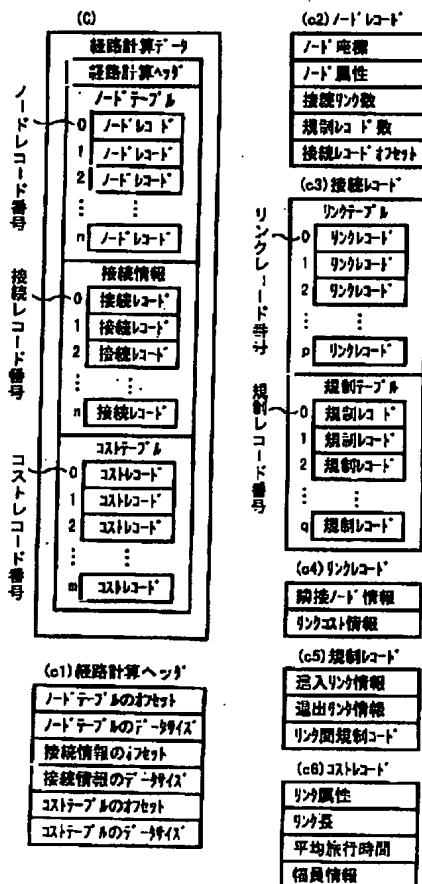 (C)
経路計算データ
経路計算ヘッダ
ノードテーブル
ノードレコード番号
0 ノードレコード
1 ノードレコード
2 ノードレコード
⋮ ⋮
n ノードレコード
接続情報
接続レコード番号
0 接続レコード
1 接続レコード
2 接続レコード
⋮ ⋮
n 接続レコード
コストテーブル
コストレコード番号
0 コストレコード
1 コストレコード
2 コストレコード
⋮ ⋮
m コストレコード
(c1)経路計算ヘッダ
ノードテーブルのオフセット
ノードテーブルのデータサイズ
接続情報のオフセット
接続情報のデータサイズ
コストテーブルのオフセット
コストテーブルのデータサイズ
(c2)ノードレコード
ノード座標
ノード属性
接続リンク数
規制レコード数
接続レコードオフセット
(c3)接続レコード
リンクテーブル
リンクレコード番号
0 リンクレコード
1 リンクレコード
2 リンクレコード
⋮ ⋮
p リンクレコード
規制テーブル
規制レコード番号
0 規制レコード
1 規制レコード
2 規制レコード
⋮ ⋮
q 規制レコード
(c4)リンクレコード
隣接ノード情報
リンクコスト情報
(c5)規制レコード
進入リンク情報
退出リンク情報
リンク間規制コード
(c6)コストレコード
リンク属性
リンク長
平均旅行時間
幅員情報